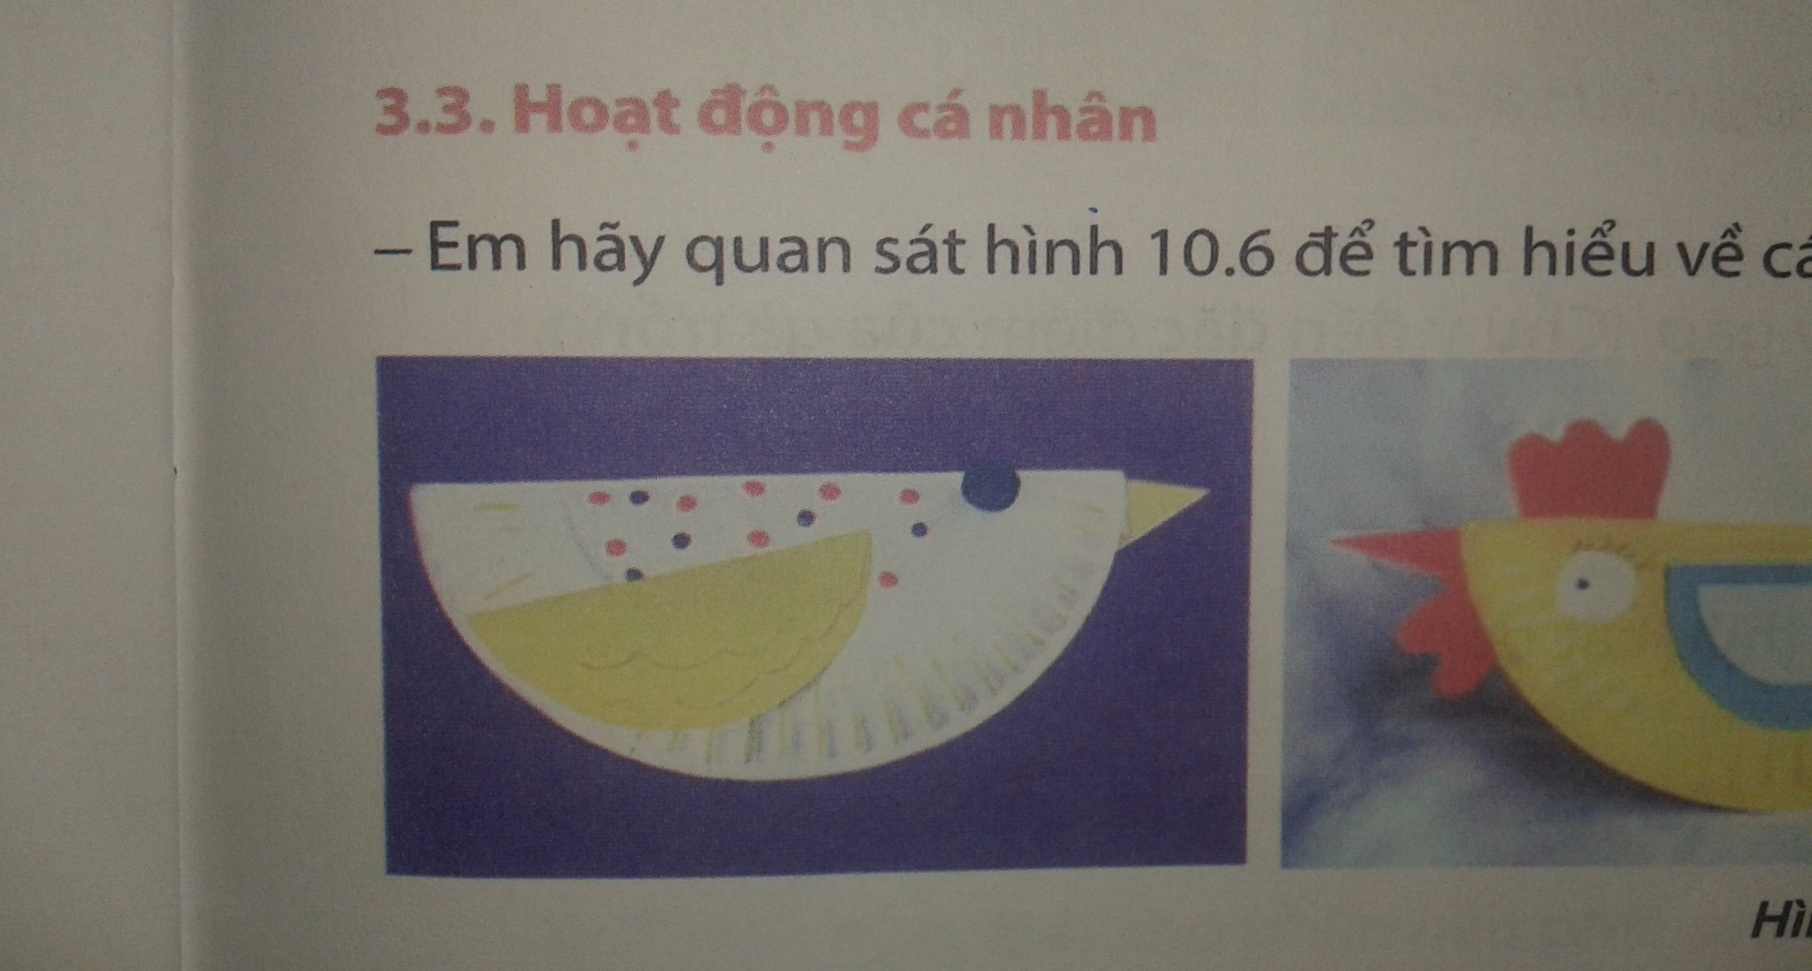 3.3. Hoạt động cá nhân
– Em hãy quan sát hình 10.6 để tìm hiểu về